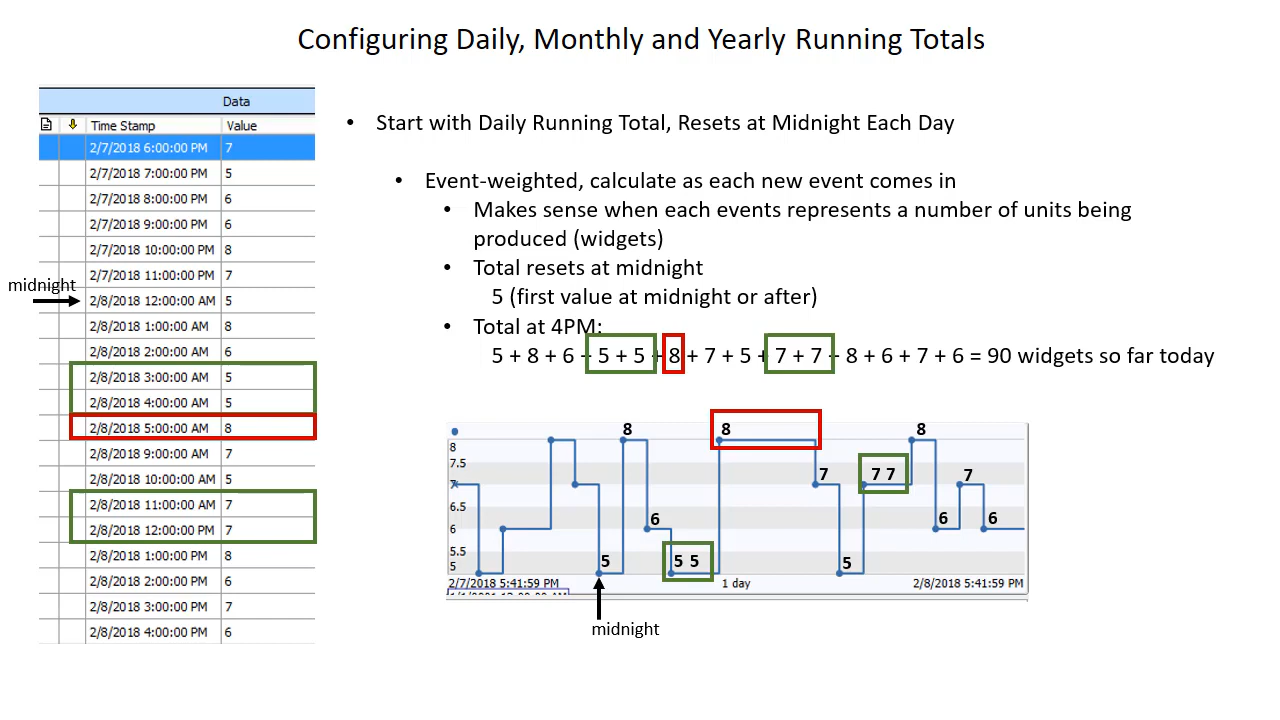 Configuring Daily, Monthly and Yearly Running Totals
Data
Time Stamp Value
2/7/2018 6:00:00 PM 7
2/7/2018 7:00:00 PM 5
2/7/2018 8:00:00 PM 6
2/7/2018 9:00:00 PM 6
2/7/2018 10:00:00 PM 8
2/7/2018 11:00:00 PM 7
midnight
2/8/2018 12:00:00 AM 5
2/8/2018 1:00:00 AM 8
2/8/2018 2:00:00 AM 6
2/8/2018 3:00:00 AM 5
2/8/2018 4:00:00 AM 5
2/8/2018 5:00:00 AM 8
2/8/2018 9:00:00 AM 7
2/8/2018 10:00:00 AM 5
2/8/2018 11:00:00 AM 7
2/8/2018 12:00:00 PM 7
2/8/2018 1:00:00 PM 8
2/8/2018 2:00:00 PM 6
2/8/2018 3:00:00 PM 7
2/8/2018 4:00:00 PM 6
• Start with Daily Running Total, Resets at Midnight Each Day
• Event-weighted, calculate as each new event comes in
• Makes sense when each events represents a number of units being
produced (widgets)
• Total resets at midnight
5 (first value at midnight or after)
• Total at 4PM:
5 + 8 + 6 + 5 + 5 + 8 + 7 + 5 + 7 + 7 + 8 + 6 + 7 + 6 = 90 widgets so far today
8
7.5
7
6.5
6
5.5
5
5 8 6 5 5 8 7 5 7 7 8 6 7 6
2/7/2018 5:41:59 PM 1 day 2/8/2018 5:41:59 PM
midnight